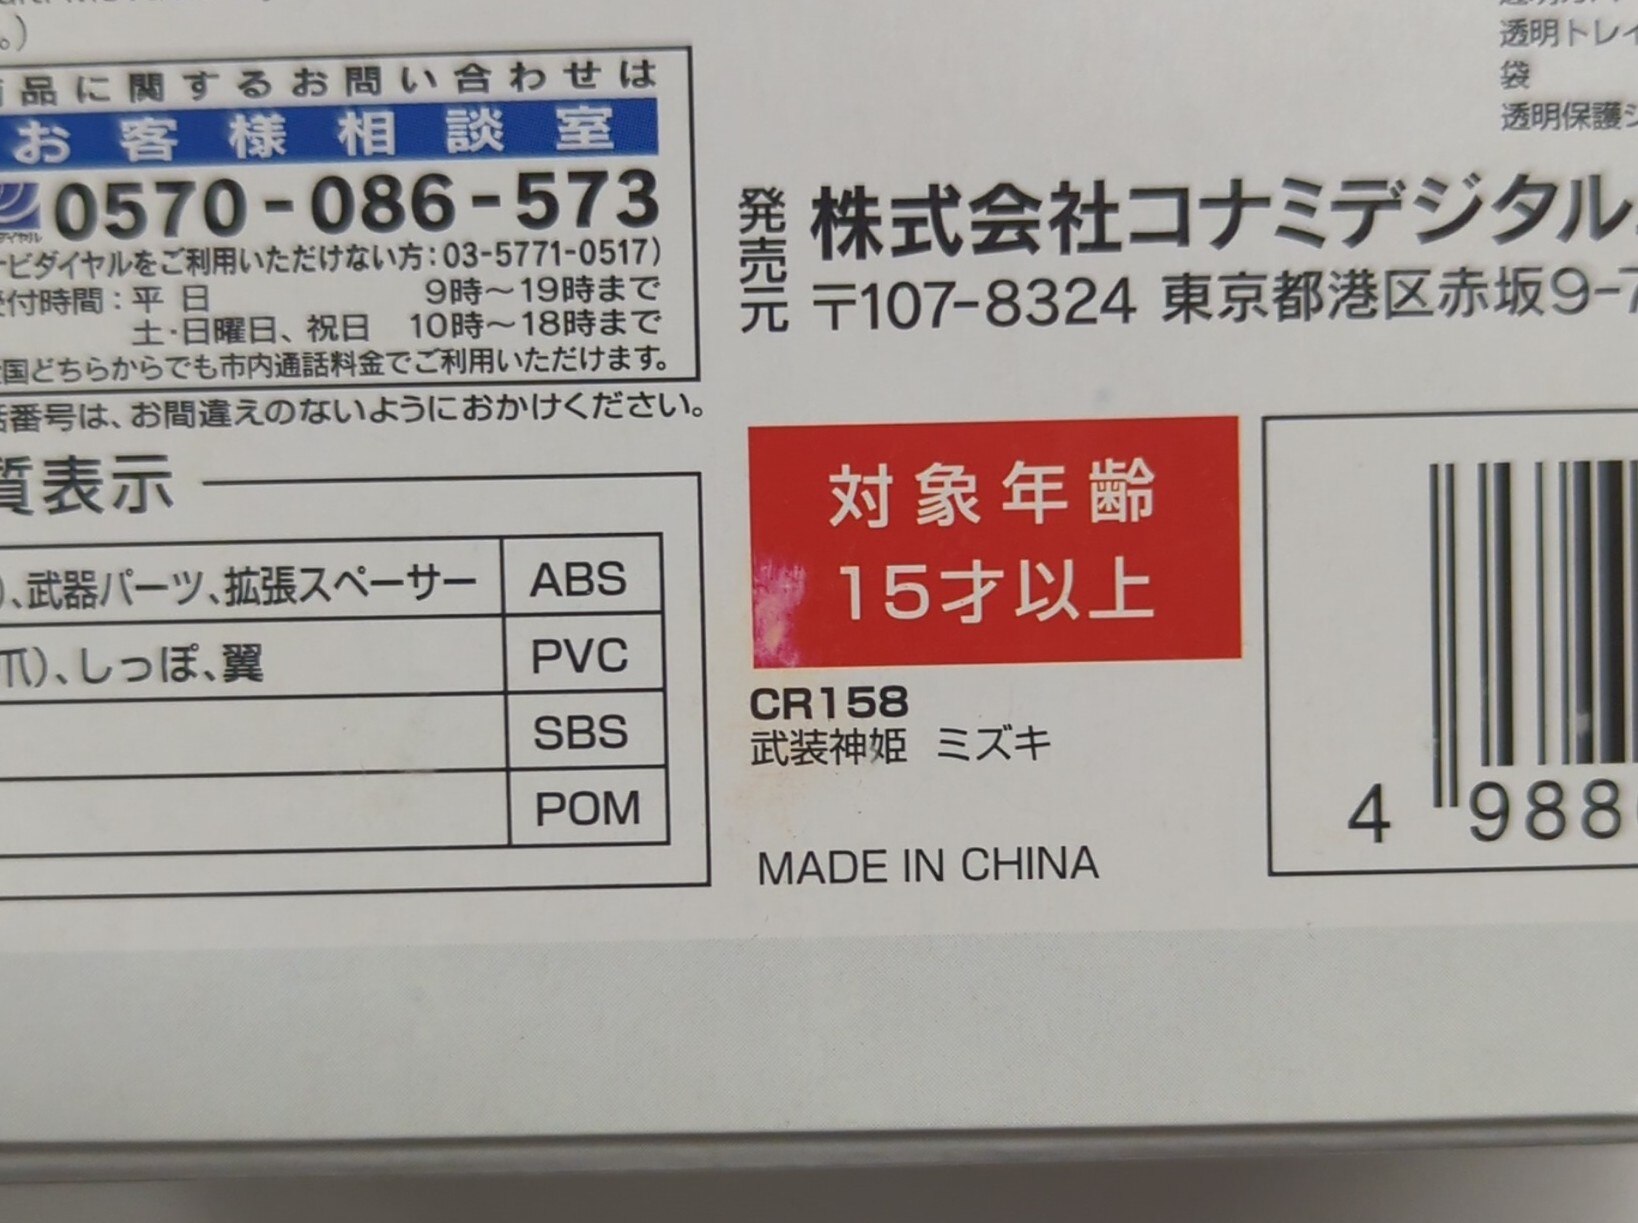 。)
品に関するお問い合わせは
お客様相談室
0570-086-573
ビダイヤルをご利用いただけない方：03-5771-0517)
付時間：平 日 9時〜19時まで
土・日曜日、祝日 10時〜18時まで
国どちらからでも市内通話料金でご利用いただけます。
番号は、お間違えのないようにおかけください。
質表示
)、武器パーツ、拡張スペーサー ABS
爪)、しっぽ、翼 PVC
SBS
POM
透明トレイ
袋
透明保護シ
発売元
株式会社コナミデジタル
〒107-8324 東京都港区赤坂9-7
対象年齢
15才以上
CR158
武装神姫 ミズキ
MADE IN CHINA
4 988